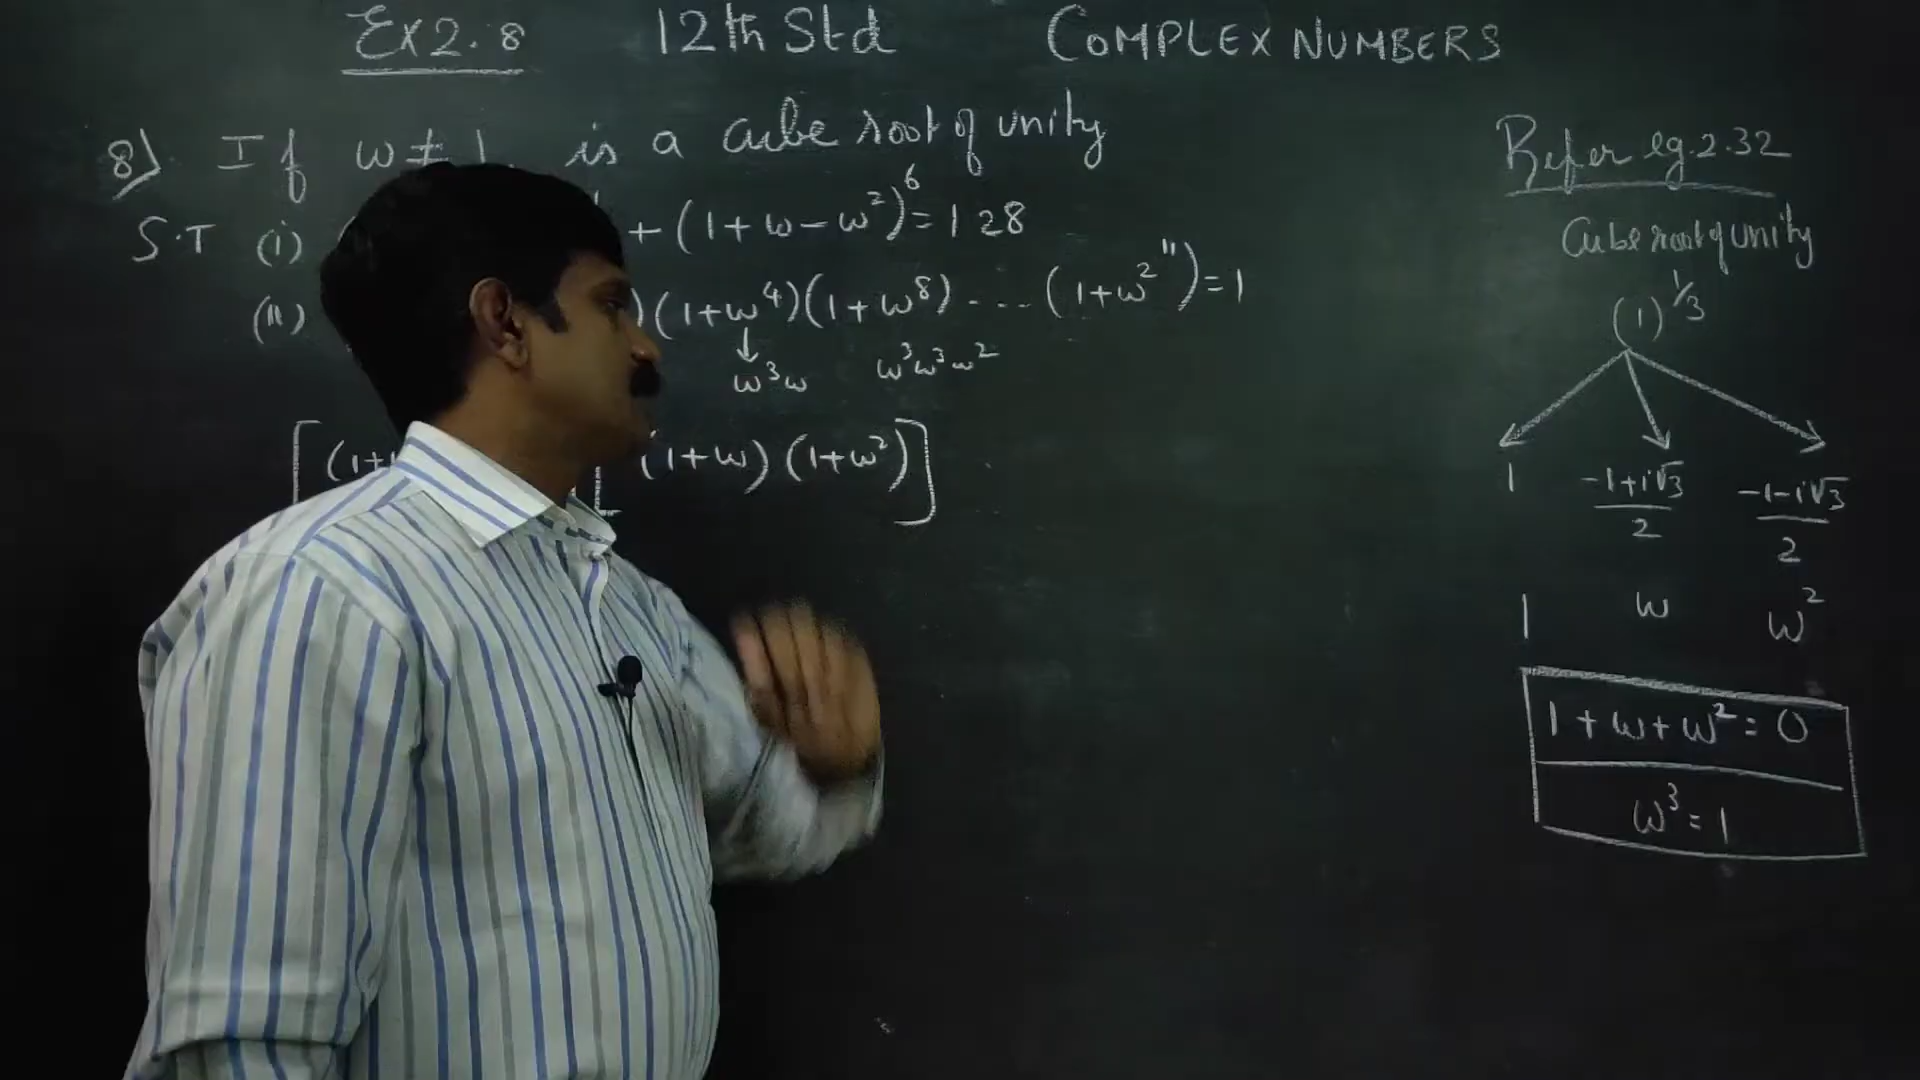 Ex 2.8 12th Std COMPLEX NUMBERS
8) If ω ≠ 1 is a cube root of unity
S.T (i) + (1+ω-ω²)⁶ = 128
(ii) )(1+ω⁴)(1+ω⁸) ---- (1+ω²¹¹) = 1
↓
ω³ω ω³ω³ω²
[(1+ [ (1+ω)(1+ω²)]
Refer eg.2.32
Cube root of unity
(1)^1/3
1 (-1+i√3)/2 (-1-i√3)/2
1 ω ω²
1+ω+ω² = 0
ω³ = 1